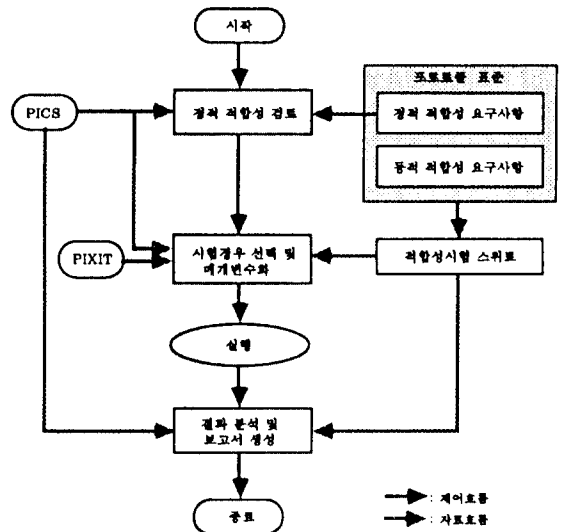 시작
프로토콜 표준
PICS
정적 적합성 검토
정적 적합성 요구사항
동적 적합성 요구사항
PIXIT
시험경우 선택 및
매개변수화
적합성시험 스위트
실행
결과 분석 및
보고서 생성
종료
: 제어흐름
: 자료흐름